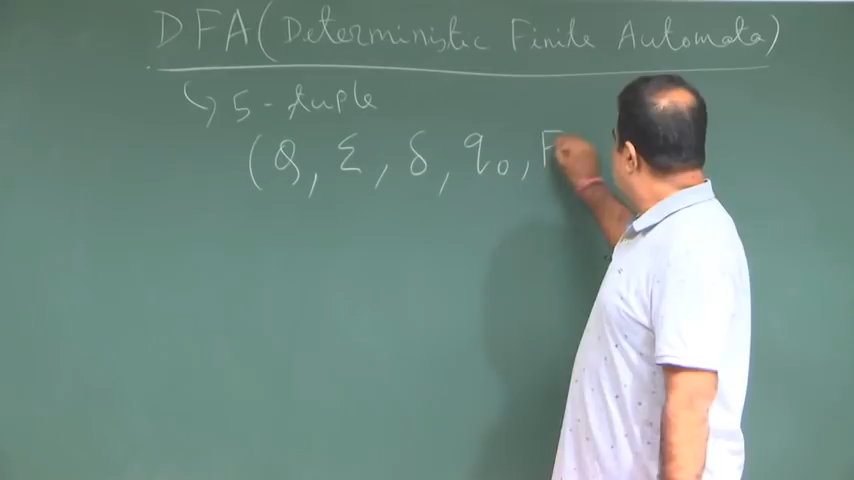 DFA (Deterministic Finite Automata)
↳ 5-tuple
(Q, Σ, δ, q₀, F